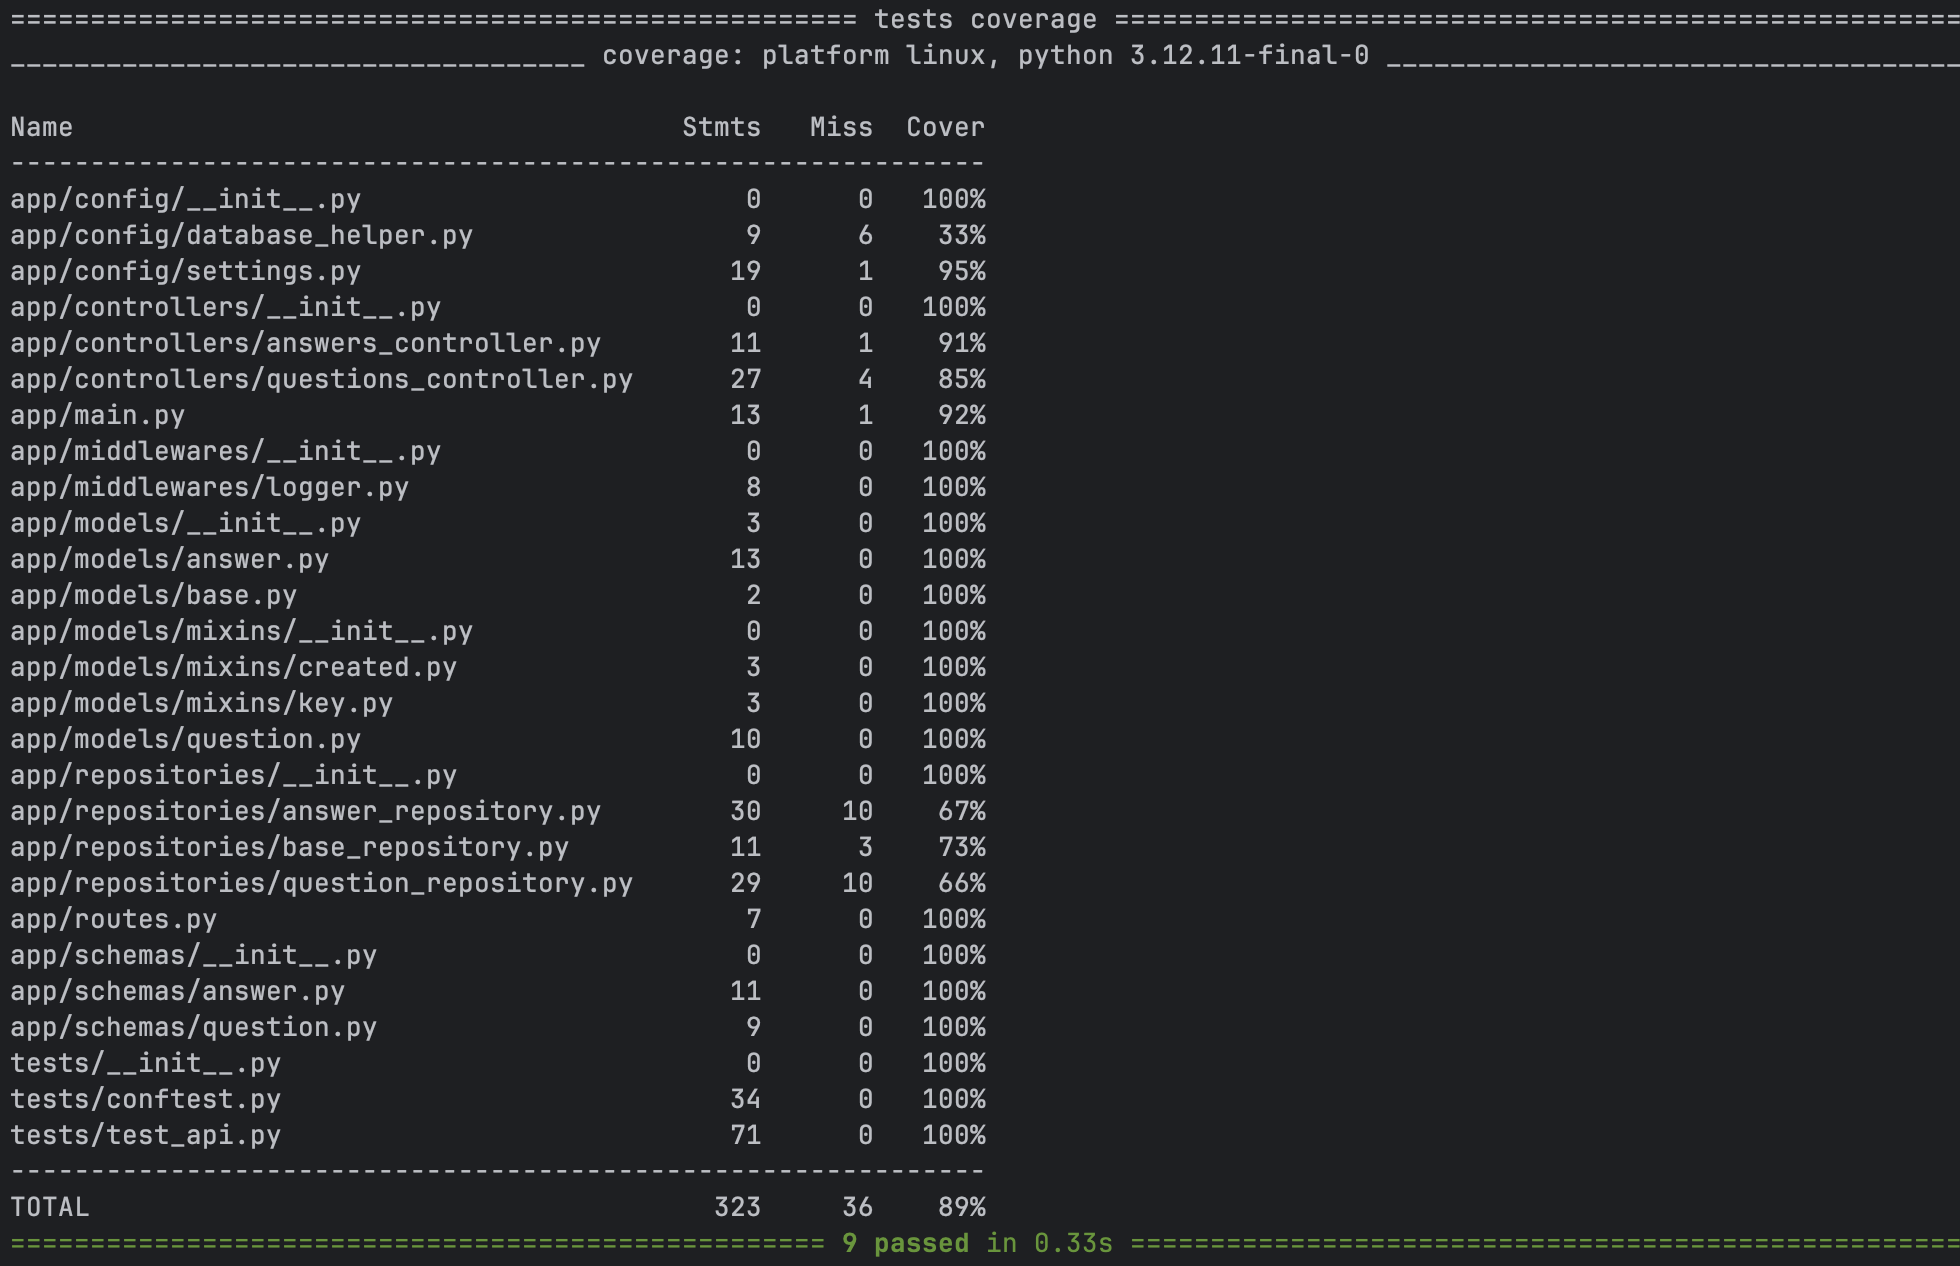 ===================================================== tests coverage =====================================================
____________________________________ coverage: platform linux, python 3.12.11-final-0 ____________________________________
Name                                      Stmts   Miss  Cover
-------------------------------------------------------------
app/config/__init__.py                        0      0   100%
app/config/database_helper.py                 9      6    33%
app/config/settings.py                       19      1    95%
app/controllers/__init__.py                   0      0   100%
app/controllers/answers_controller.py        11      1    91%
app/controllers/questions_controller.py      27      4    85%
app/main.py                                  13      1    92%
app/middlewares/__init__.py                   0      0   100%
app/middlewares/logger.py                     8      0   100%
app/models/__init__.py                        3      0   100%
app/models/answer.py                         13      0   100%
app/models/base.py                            2      0   100%
app/models/mixins/__init__.py                 0      0   100%
app/models/mixins/created.py                  3      0   100%
app/models/mixins/key.py                      3      0   100%
app/models/question.py                       10      0   100%
app/repositories/__init__.py                  0      0   100%
app/repositories/answer_repository.py        30     10    67%
app/repositories/base_repository.py          11      3    73%
app/repositories/question_repository.py      29     10    66%
app/routes.py                                 7      0   100%
app/schemas/__init__.py                       0      0   100%
app/schemas/answer.py                        11      0   100%
app/schemas/question.py                       9      0   100%
tests/__init__.py                             0      0   100%
tests/conftest.py                            34      0   100%
tests/test_api.py                            71      0   100%
-------------------------------------------------------------
TOTAL                                       323     36    89%
=================================================== 9 passed in 0.33s ====================================================